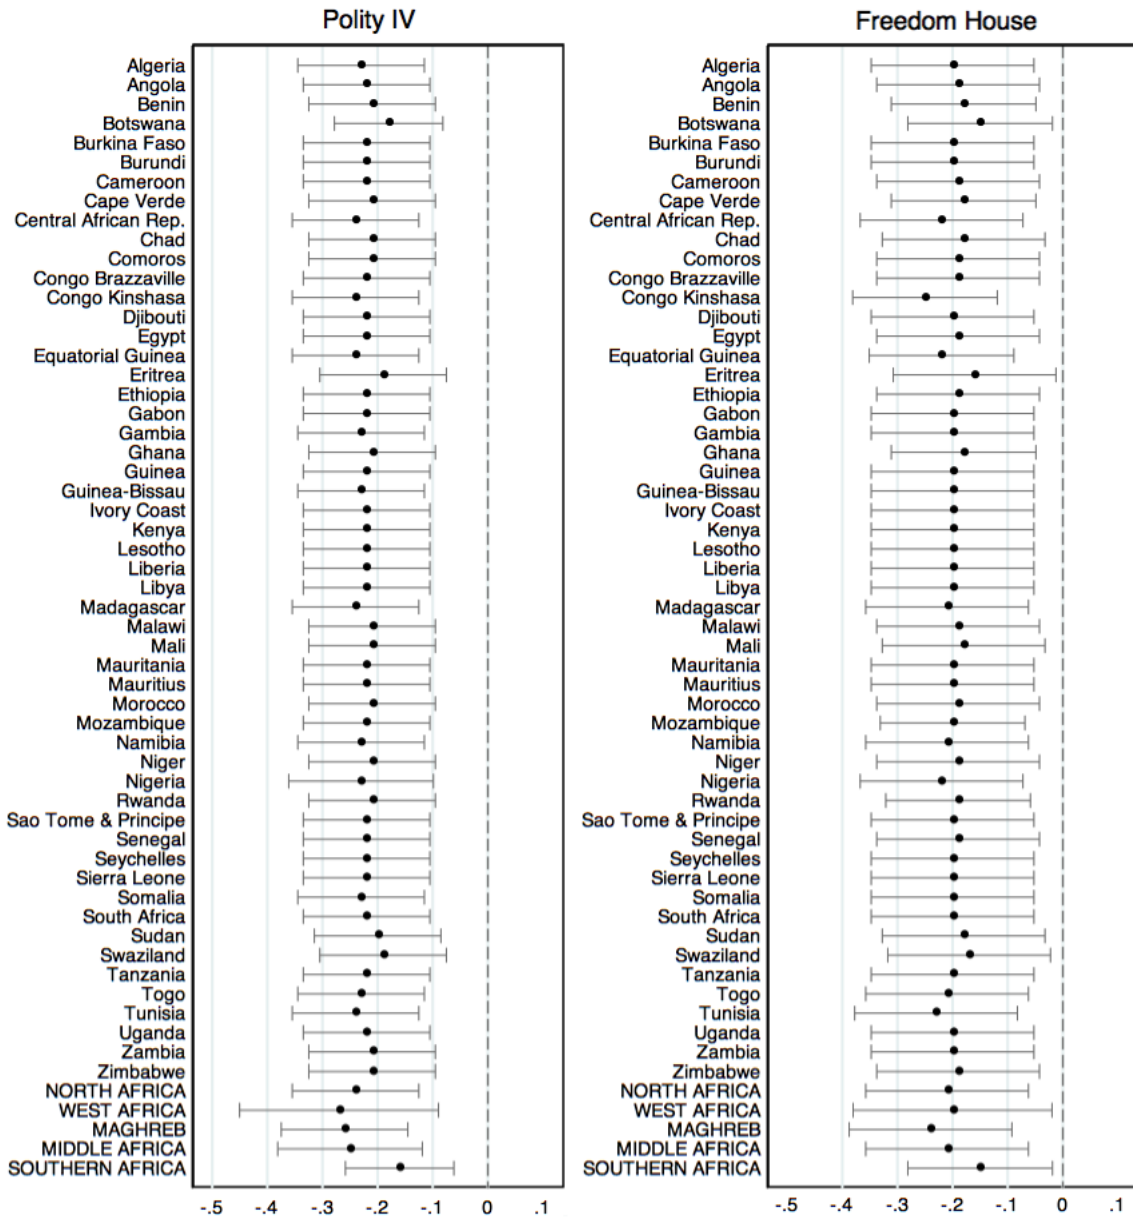 Polity IV
Freedom House
Algeria
Angola
Benin
Botswana
Burkina Faso
Burundi
Cameroon
Cape Verde
Central African Rep.
Chad
Comoros
Congo Brazzaville
Congo Kinshasa
Djibouti
Egypt
Equatorial Guinea
Eritrea
Ethiopia
Gabon
Gambia
Ghana
Guinea
Guinea-Bissau
Ivory Coast
Kenya
Lesotho
Liberia
Libya
Madagascar
Malawi
Mali
Mauritania
Mauritius
Morocco
Mozambique
Namibia
Niger
Nigeria
Rwanda
Sao Tome & Principe
Senegal
Seychelles
Sierra Leone
Somalia
South Africa
Sudan
Swaziland
Tanzania
Togo
Tunisia
Uganda
Zambia
Zimbabwe
NORTH AFRICA
WEST AFRICA
MAGHREB
MIDDLE AFRICA
SOUTHERN AFRICA
-.5 -.4 -.3 -.2 -.1 0 .1
Algeria
Angola
Benin
Botswana
Burkina Faso
Burundi
Cameroon
Cape Verde
Central African Rep.
Chad
Comoros
Congo Brazzaville
Congo Kinshasa
Djibouti
Egypt
Equatorial Guinea
Eritrea
Ethiopia
Gabon
Gambia
Ghana
Guinea
Guinea-Bissau
Ivory Coast
Kenya
Lesotho
Liberia
Libya
Madagascar
Malawi
Mali
Mauritania
Mauritius
Morocco
Mozambique
Namibia
Niger
Nigeria
Rwanda
Sao Tome & Principe
Senegal
Seychelles
Sierra Leone
Somalia
South Africa
Sudan
Swaziland
Tanzania
Togo
Tunisia
Uganda
Zambia
Zimbabwe
NORTH AFRICA
WEST AFRICA
MAGHREB
MIDDLE AFRICA
SOUTHERN AFRICA
-.5 -.4 -.3 -.2 -.1 0 .1